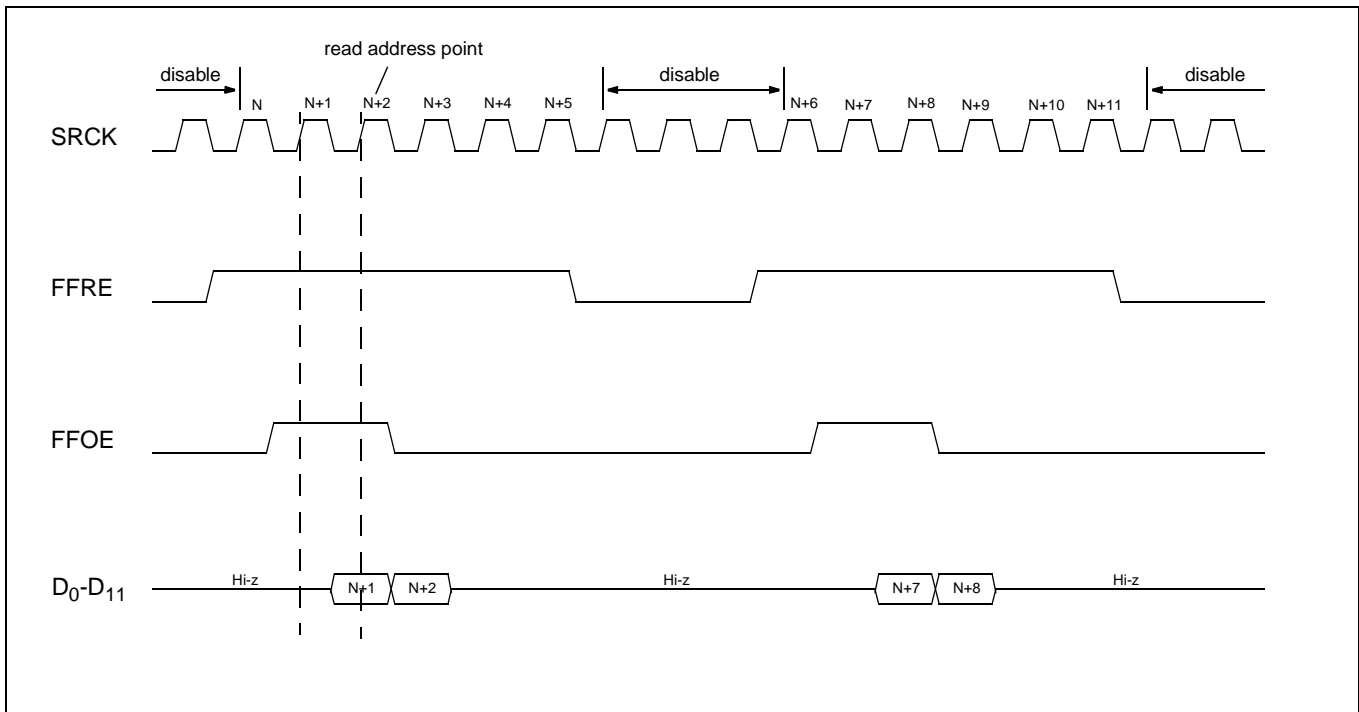 read address point
disable
disable
disable
N
N+1
N+2
N+3
N+4
N+5
N+6
N+7
N+8
N+9
N+10
N+11
SRCK
FFRE
FFOE
D0-D11
Hi-z
N+1
N+2
Hi-z
N+7
N+8
Hi-z